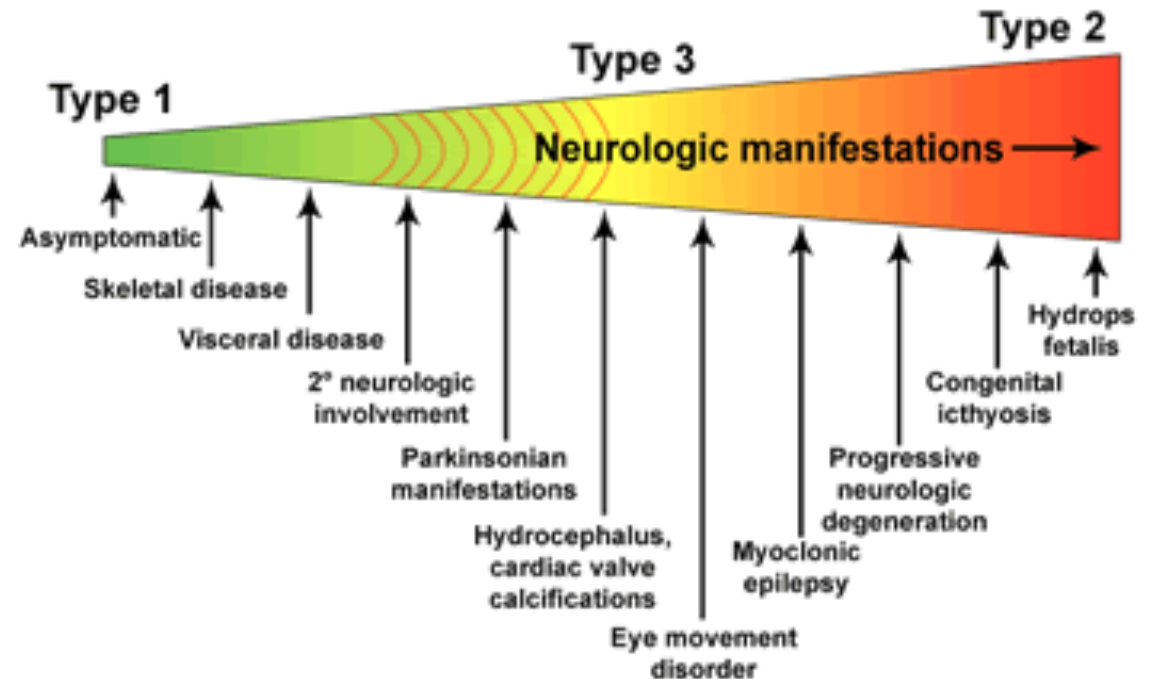 Type 1
Type 3
Type 2
Neurologic manifestations
Asymptomatic
Skeletal disease
Visceral disease
2° neurologic
involvement
Parkinsonian
manifestations
Hydrocephalus,
cardiac valve
calcifications
Eye movement
disorder
Myoclonic
epilepsy
Progressive
neurologic
degeneration
Congenital
icthyosis
Hydrops
fetalis